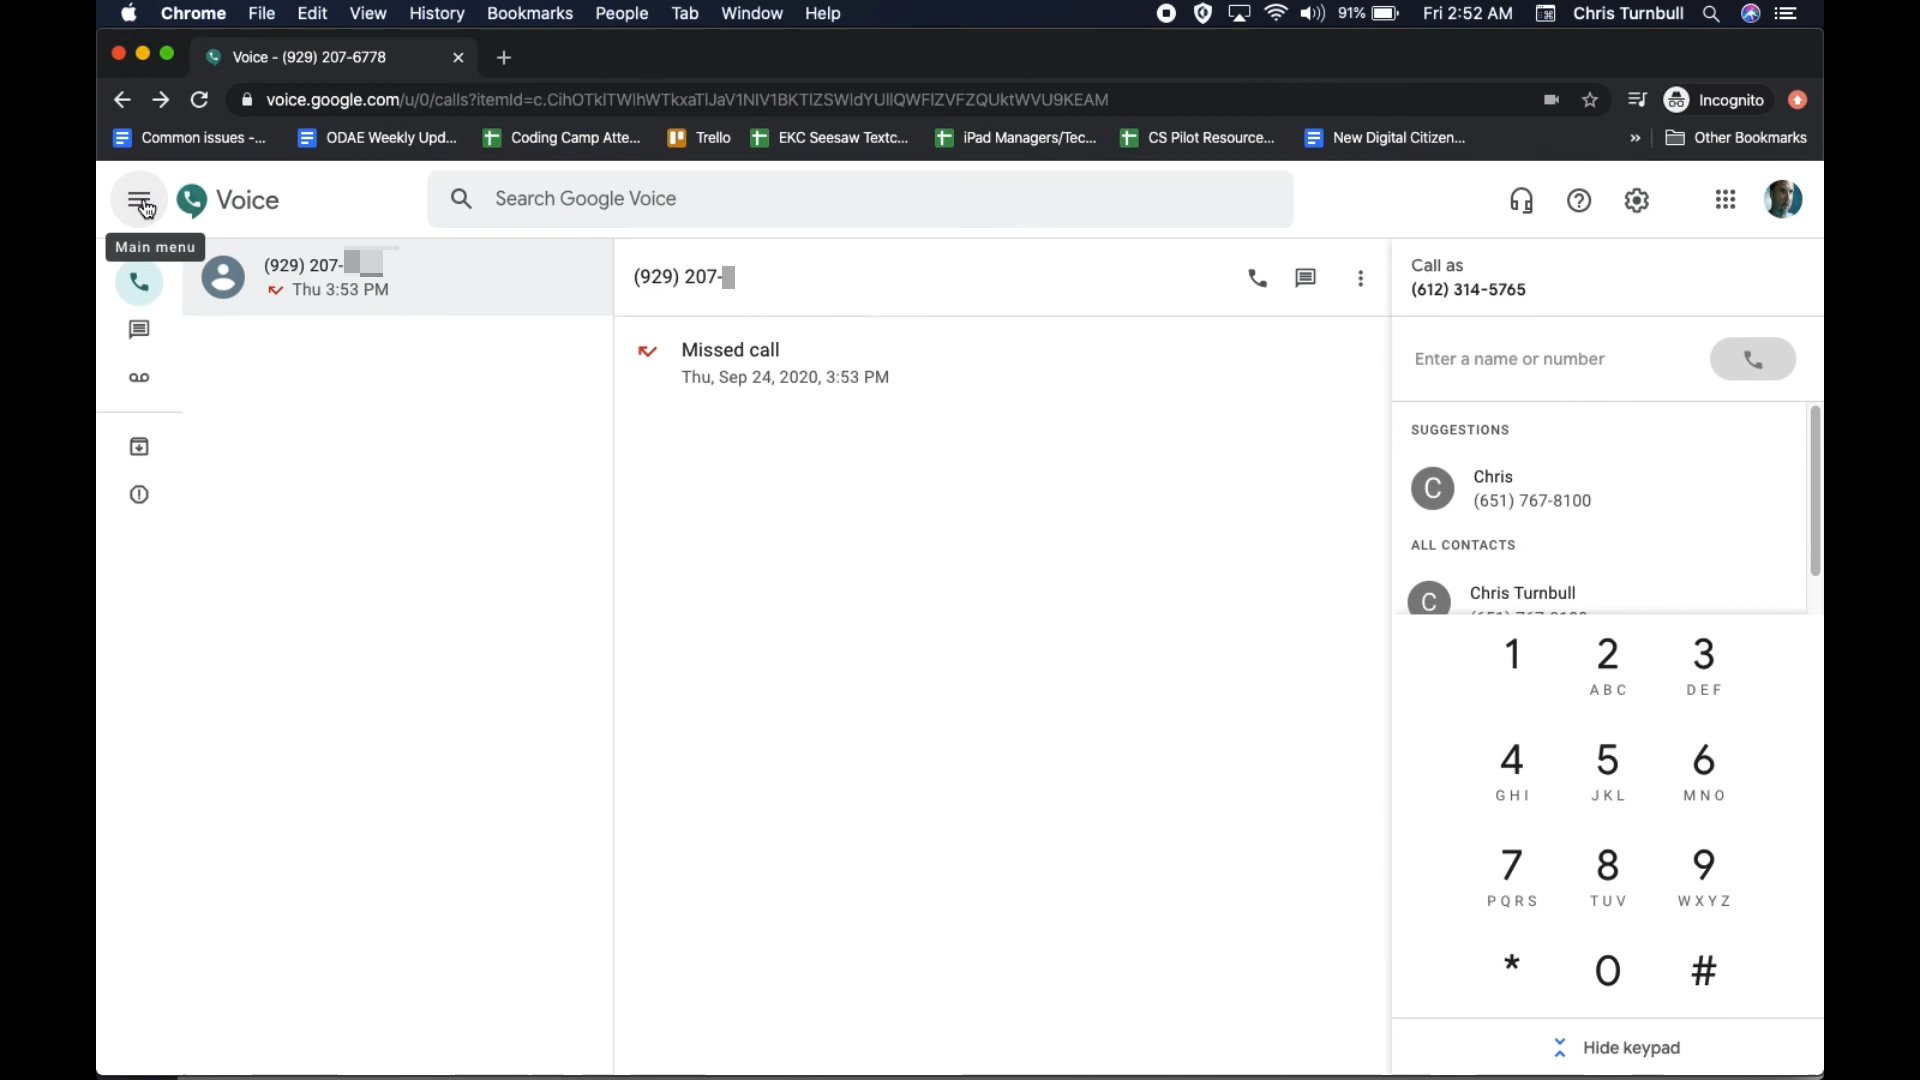 Chrome File Edit View History Bookmarks People Tab Window Help 91% Fri 2:52 AM Chris Turnbull
Voice - (929) 207-6778
voice.google.com/u/0/calls?itemId=c.CihOTklTWlhWTkxaTlJaV1NIV1BKTlZSWldYUllQWFlZVFZQUktWVU9KEAM Incognito
Common issues -... ODAE Weekly Upd... Coding Camp Atte... Trello EKC Seesaw Textc... iPad Managers/Tec... CS Pilot Resource... New Digital Citizen... » Other Bookmarks
Voice Search Google Voice
Main menu
(929) 207-
Thu 3:53 PM
(929) 207-
Missed call
Thu, Sep 24, 2020, 3:53 PM
Call as
(612) 314-5765
Enter a name or number
SUGGESTIONS
C Chris
(651) 767-8100
ALL CONTACTS
C Chris Turnbull
1 2 3
ABC DEF
4 5 6
GHI JKL MNO
7 8 9
PQRS TUV WXYZ
* 0 #
Hide keypad